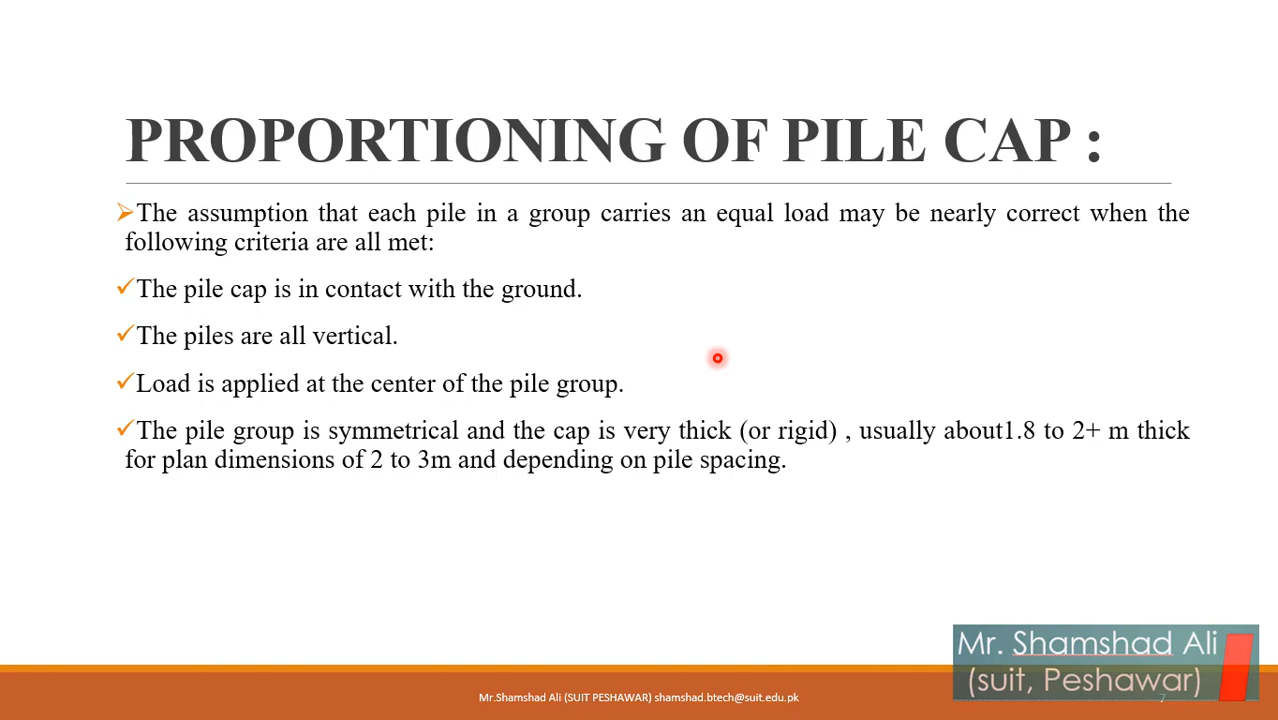 PROPORTIONING OF PILE CAP :
The assumption that each pile in a group carries an equal load may be nearly correct when the
following criteria are all met:
The pile cap is in contact with the ground.
The piles are all vertical.
Load is applied at the center of the pile group.
The pile group is symmetrical and the cap is very thick (or rigid) , usually about1.8 to 2+ m thick
for plan dimensions of 2 to 3m and depending on pile spacing.
Mr. Shamshad Ali
(suit, Peshawar)
Mr.Shamshad Ali (SUIT PESHAWAR) shamshad.btech@suit.edu.pk
7